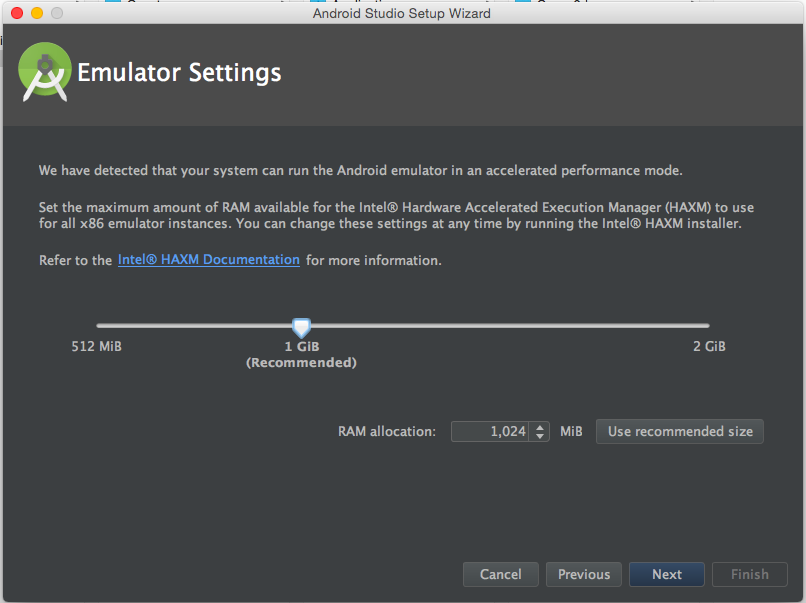 Android Studio Setup Wizard
Emulator Settings
We have detected that your system can run the Android emulator in an accelerated performance mode.
Set the maximum amount of RAM available for the Intel® Hardware Accelerated Execution Manager (HAXM) to use
for all x86 emulator instances. You can change these settings at any time by running the Intel® HAXM installer.
Refer to the Intel® HAXM Documentation for more information.
512 MiB 1 GiB 2 GiB
(Recommended)
RAM allocation: 1,024 MiB Use recommended size
Cancel Previous Next Finish